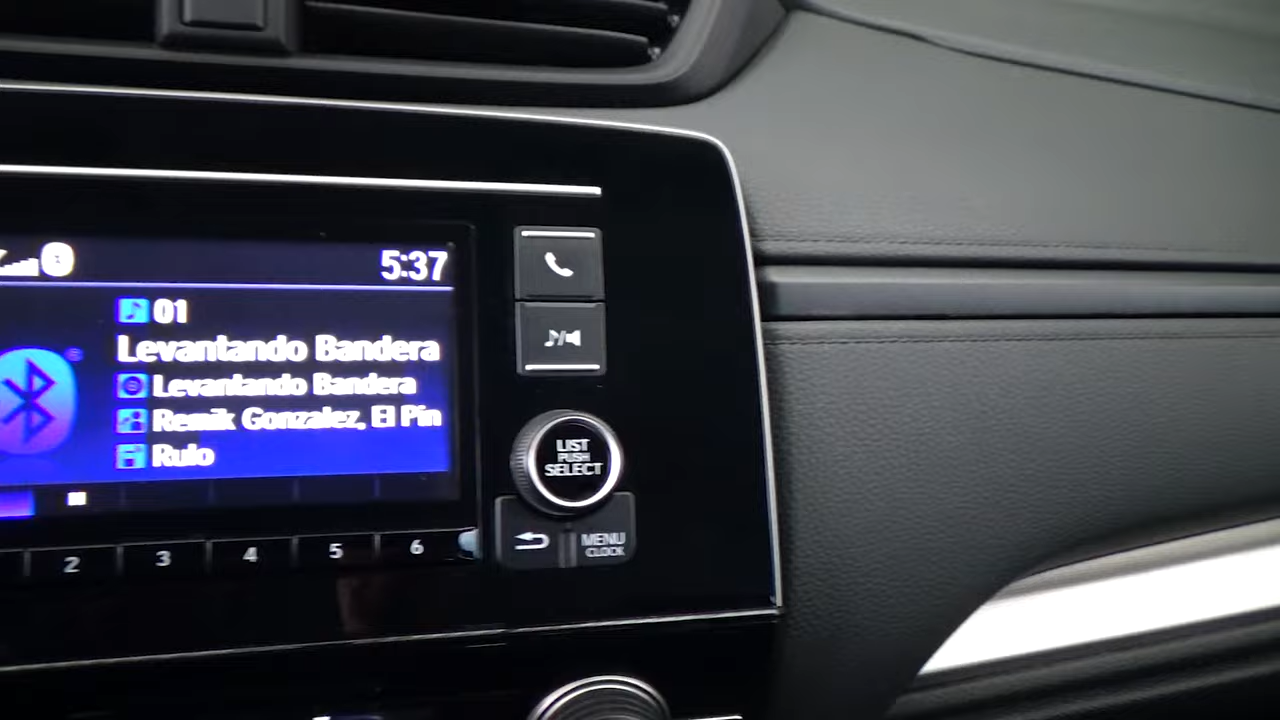 5:37
01
Levantando Bandera
Levantando Bandera
Remik Gonzalez, El Pin
Rulo
LIST
PUSH
SELECT
MENU
CLOCK
2
3
4
5
6